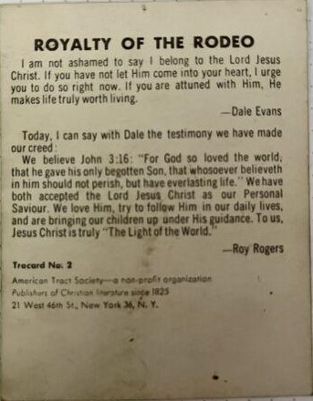 ROYALTY OF THE RODEO
I am not ashamed to say I belong to the Lord Jesus
Christ. If you have not let Him come into your heart, I urge
you to do so right now. If you are attuned with Him, He
makes life truly worth living.
—Dale Evans
Today, I can say with Dale the testimony we have made
our creed:
We believe John 3:16: "For God so loved the world,
that he gave his only begotten Son, that whosoever believeth
in him should not perish, but have everlasting life." We have
both accepted the Lord Jesus Christ as our Personal
Saviour. We love Him, try to follow Him in our daily lives,
and are bringing our children up under His guidance. To us,
Jesus Christ is truly "The Light of the World."
—Roy Rogers
Tracard No. 2
American Tract Society—a non-profit organization
Publishers of Christian literature since 1825
21 West 46th St., New York 36, N. Y.